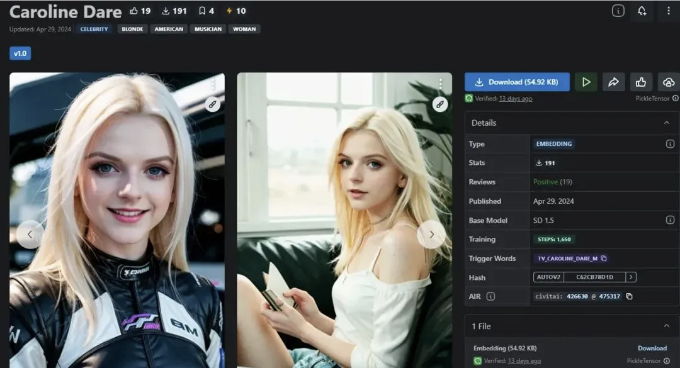 Caroline Dare 19 191 4 10
Updated: Apr 29, 2024 CELEBRITY BLONDE AMERICAN MUSICIAN WOMAN
v1.0
Download (54.92 KB)
Verified: 13 days ago PickleTensor
Details
Type EMBEDDING
Stats 191
Reviews Positive (19)
Published Apr 29, 2024
Base Model SD 1.5
Training STEPS: 1,650
Trigger Words TV_CAROLINE_DARE_M
Hash AUTOV2 C62CB78D1D
AIR civitai: 426630 @ 475317
1 File
Embedding (54.92 KB) Download
Verified: 13 days ago PickleTensor